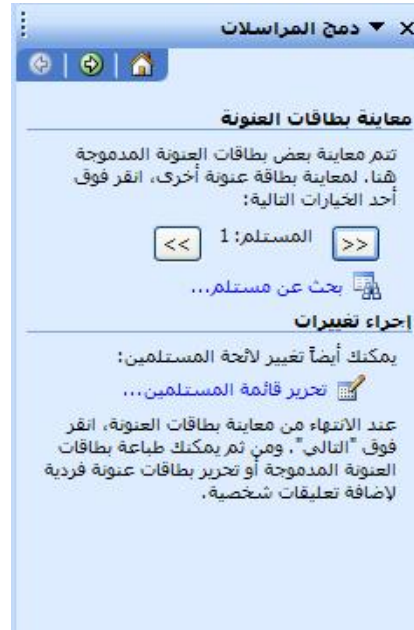 دمج المراسلات
معاينة بطاقات العنونة
تتم معاينة بعض بطاقات العنونة المدموجة
هنا. لمعاينة بطاقة عنونة أخرى، انقر فوق
أحد الخيارات التالية:
>> المستلم: 1 <<
بحث عن مستلم...
إجراء تغييرات
يمكنك أيضاً تغيير لائحة المستلمين:
تحرير قائمة المستلمين...
عند الانتهاء من معاينة بطاقات العنونة، انقر
فوق "التالي". ومن ثم يمكنك طباعة بطاقات
العنونة المدموجة أو تحرير بطاقات عنونة فردية
لإضافة تعليقات شخصية.